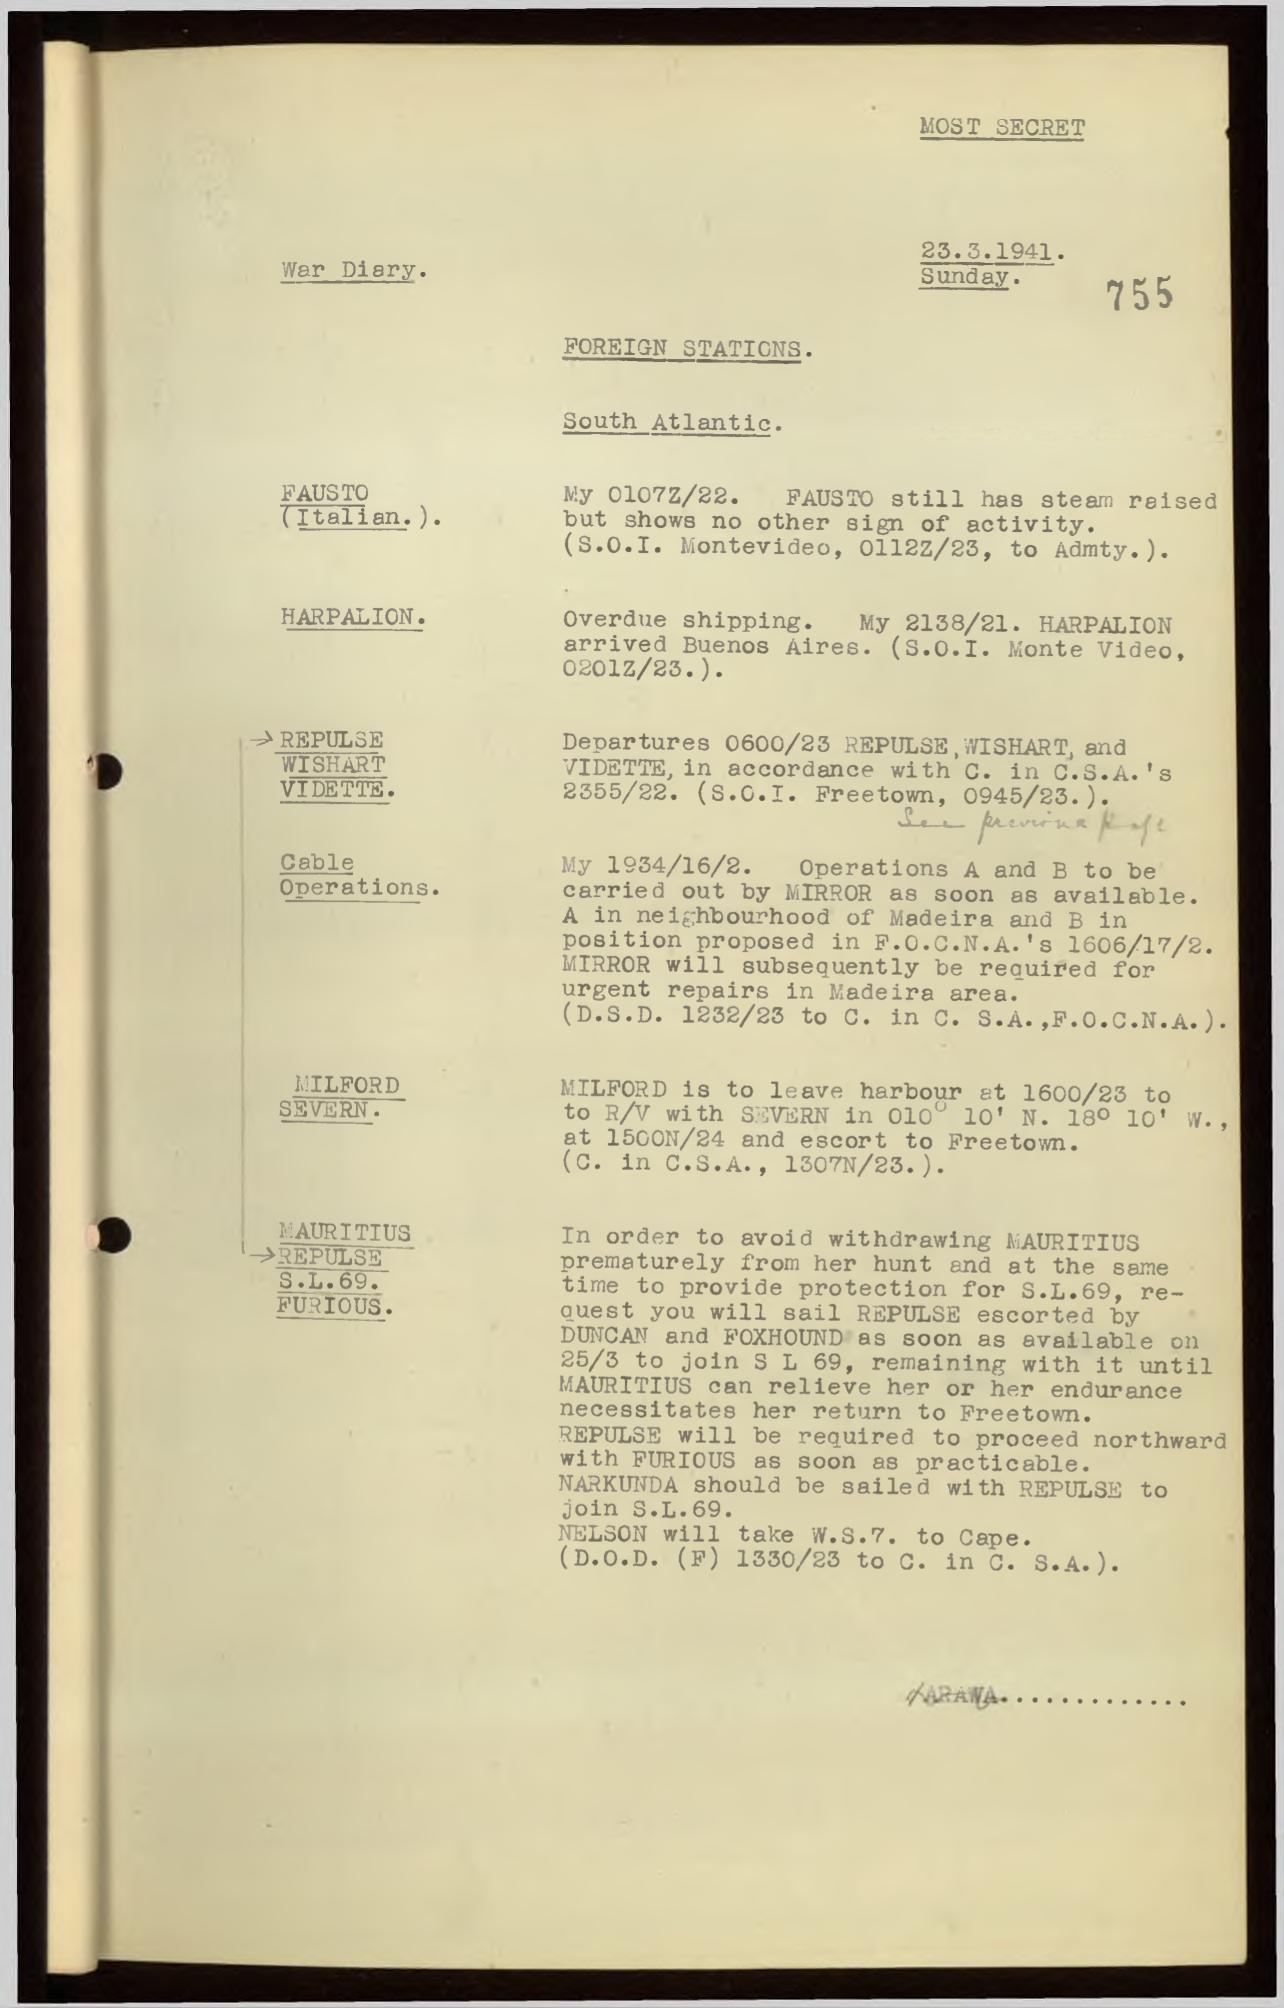 MOST SECRET
War Diary.
23.3.1941.
Sunday.
755
FOREIGN STATIONS.
South Atlantic.
FAUSTO
(Italian.).
My 0107Z/22. FAUSTO still has steam raised
but shows no other sign of activity.
(S.O.I. Montevideo, 0112Z/23, to Admty.).
HARPALION.
Overdue shipping. My 2138/21. HARPALION
arrived Buenos Aires. (S.O.I. Monte Video,
0201Z/23.).
→ REPULSE
WISHART
VIDETTE.
Departures 0600/23 REPULSE, WISHART, and
VIDETTE, in accordance with C. in C.S.A.'s
2355/22. (S.O.I. Freetown, 0945/23.).
See previous page
Cable
Operations.
My 1934/16/2. Operations A and B to be
carried out by MIRROR as soon as available.
A in neighbourhood of Madeira and B in
position proposed in F.O.C.N.A.'s 1606/17/2.
MIRROR will subsequently be required for
urgent repairs in Madeira area.
(D.S.D. 1232/23 to C. in C. S.A.,F.O.C.N.A.).
MILFORD
SEVERN.
MILFORD is to leave harbour at 1600/23 to
to R/V with SEVERN in 010° 10' N. 18° 10' W.,
at 1500N/24 and escort to Freetown.
(C. in C.S.A., 1307N/23.).
MAURITIUS
→ REPULSE
S.L.69.
FURIOUS.
In order to avoid withdrawing MAURITIUS
prematurely from her hunt and at the same
time to provide protection for S.L.69, re-
quest you will sail REPULSE escorted by
DUNCAN and FOXHOUND as soon as available on
25/3 to join S L 69, remaining with it until
MAURITIUS can relieve her or her endurance
necessitates her return to Freetown.
REPULSE will be required to proceed northward
with FURIOUS as soon as practicable.
NARKUNDA should be sailed with REPULSE to
join S.L.69.
NELSON will take W.S.7. to Cape.
(D.O.D. (F) 1330/23 to C. in C. S.A.).